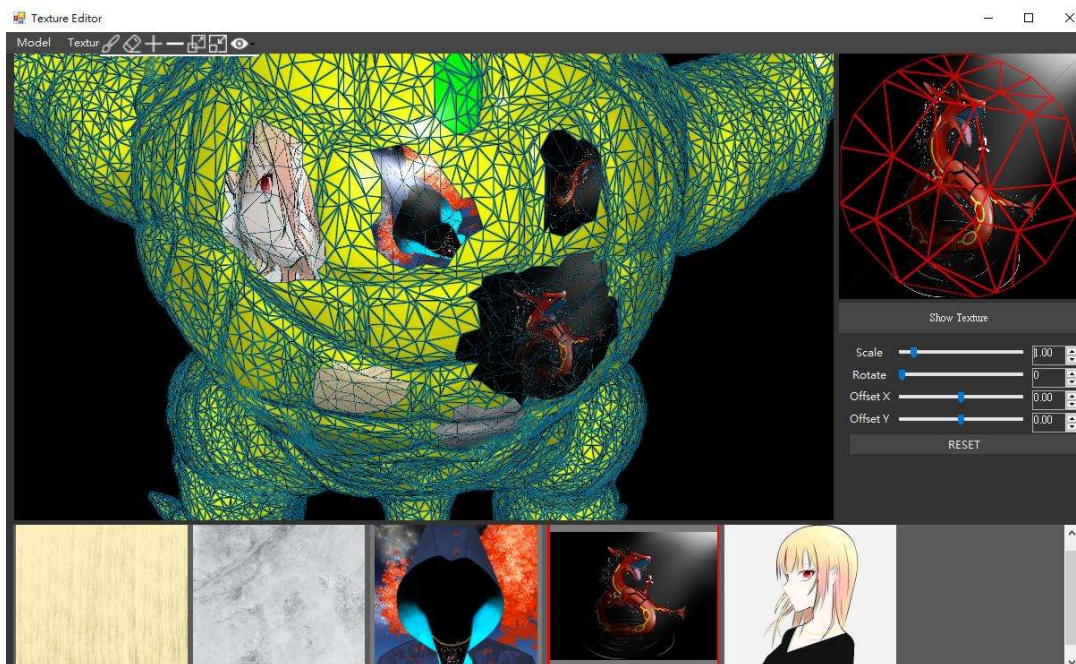 Texture Editor
Model Textur
Show Texture
Scale 1.00
Rotate 0
Offset X 0.00
Offset Y 0.00
RESET